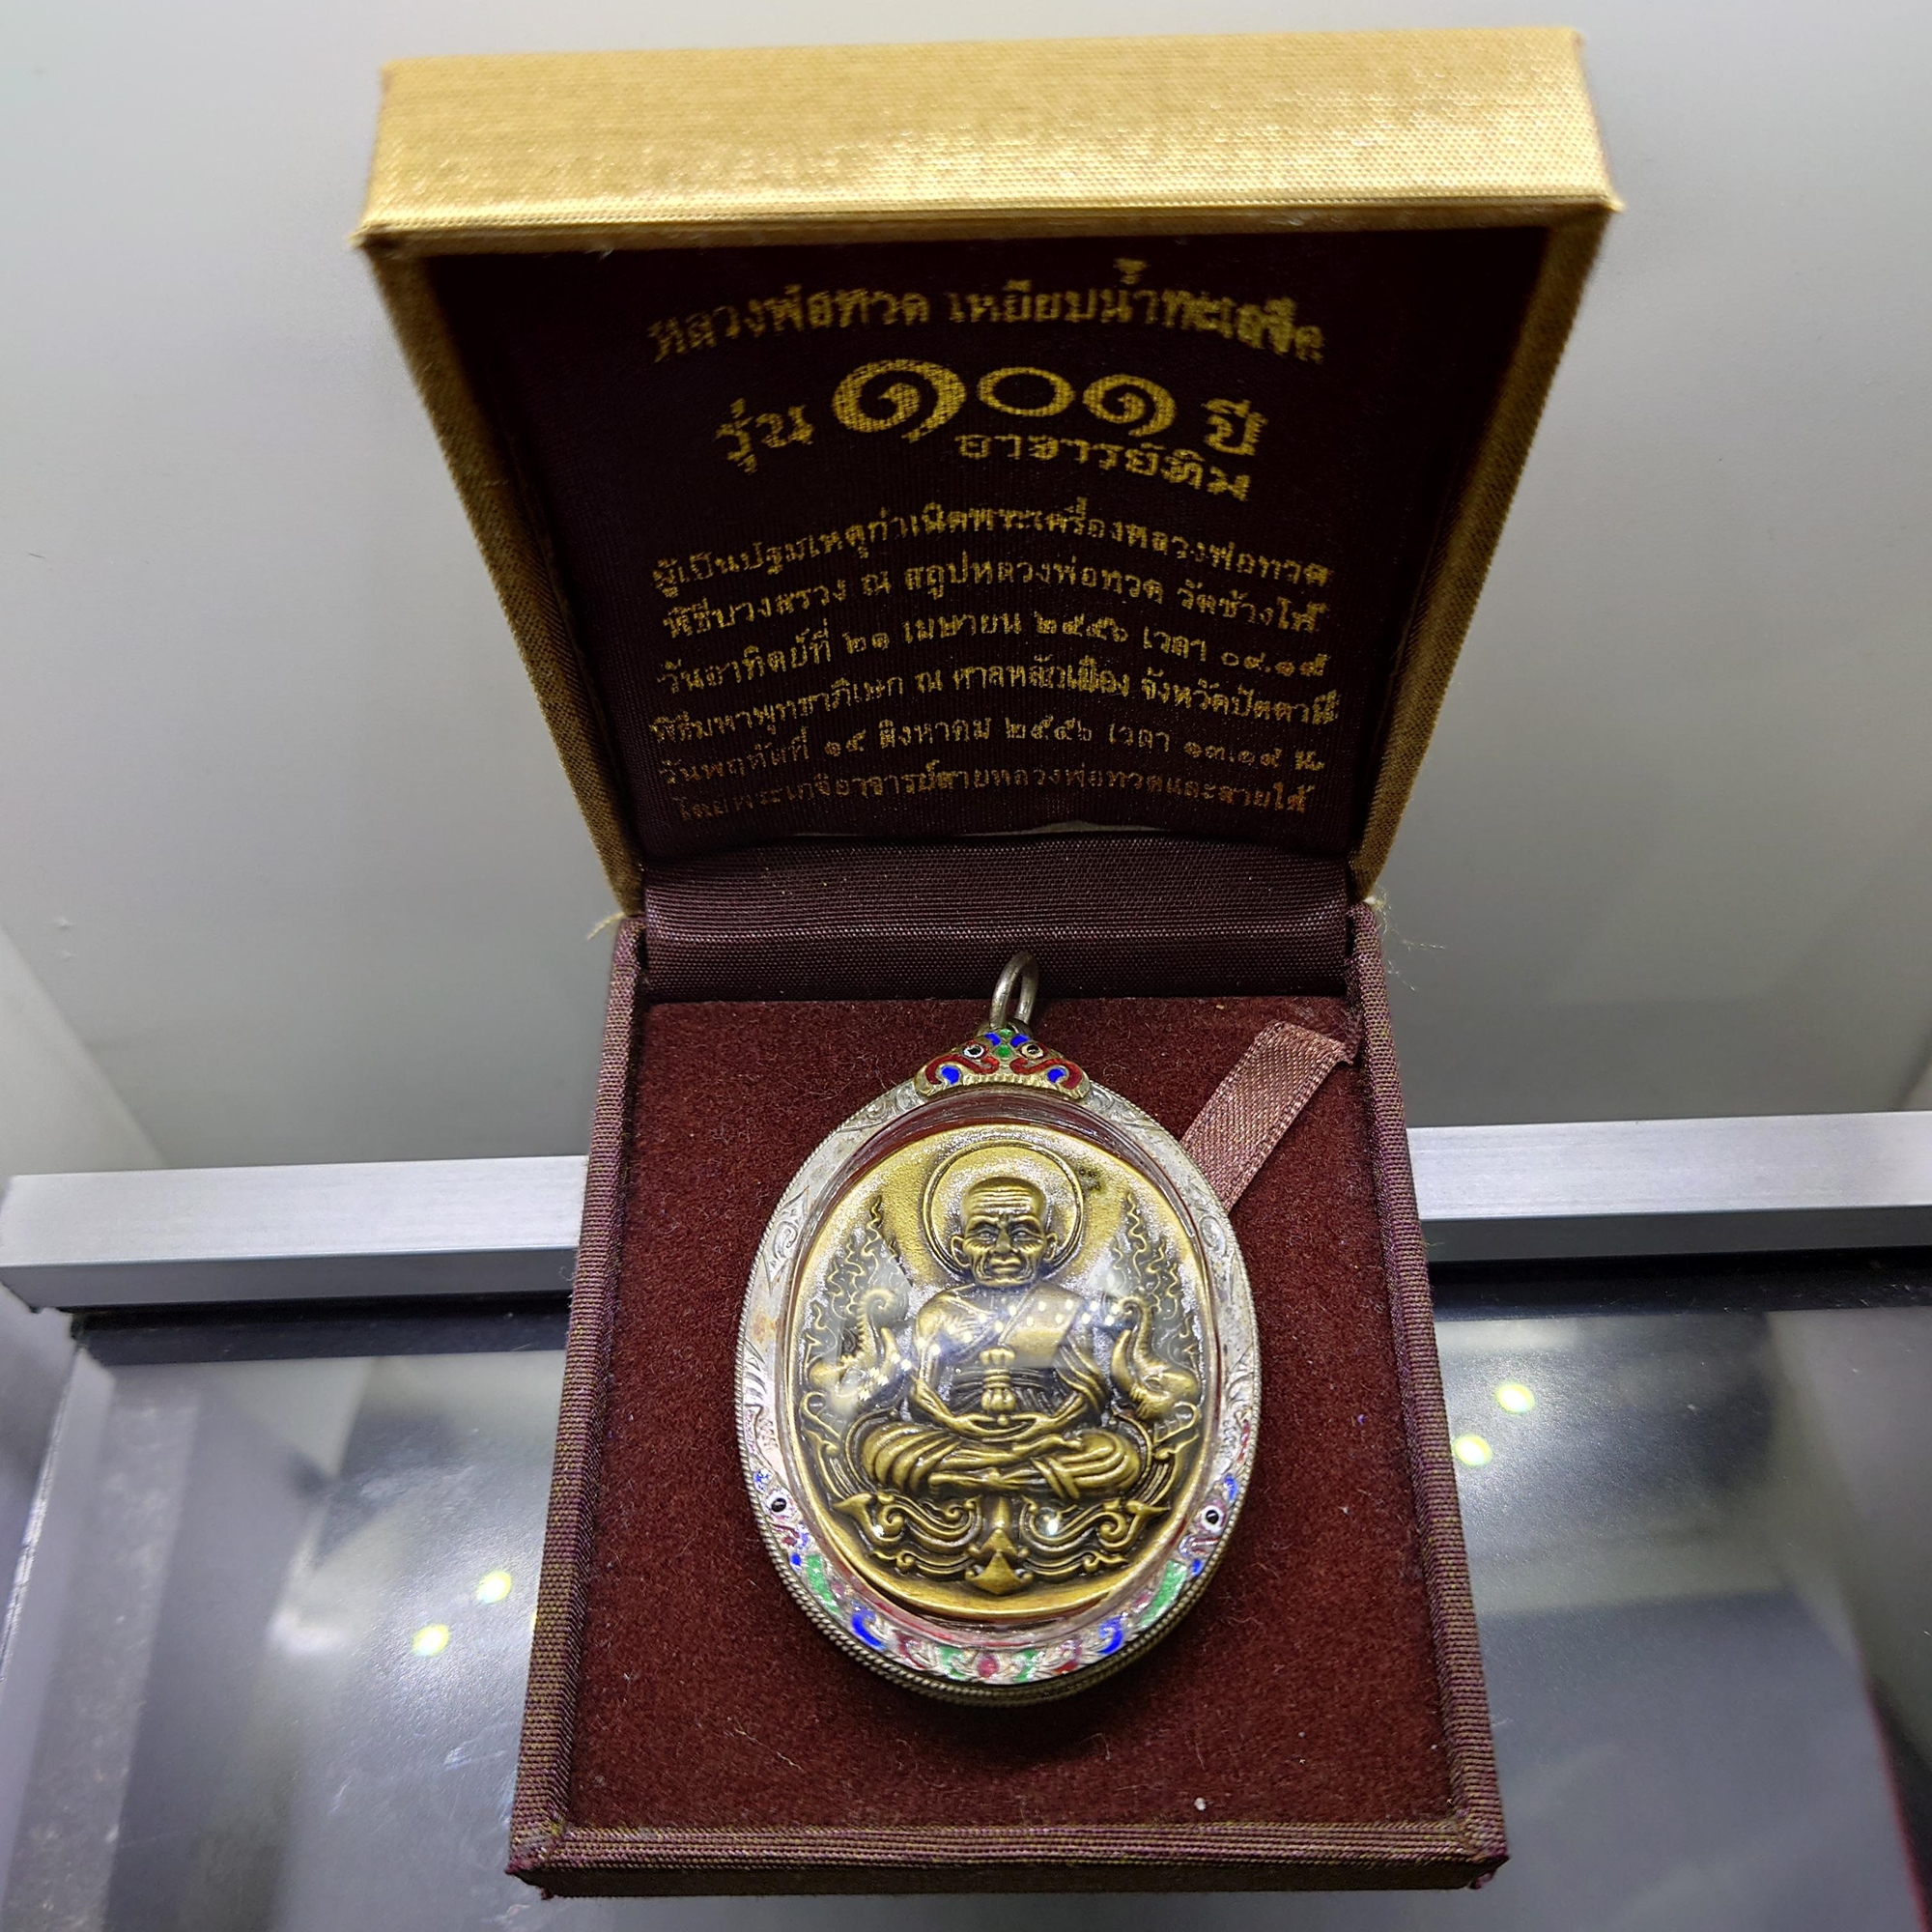 หลวงพ่อทวด เหยียบน้ำทะเลจืด
รุ่น ๑๐๑ ปี
อาจารย์ทิม
ผู้เป็นปฐมเหตุกำเนิดพระเครื่องหลวงพ่อทวด
พิธีบวงสรวง ณ สถูปหลวงพ่อทวด วัดช้างให้
วันอาทิตย์ที่ ๒๑ เมษายน ๒๕๕๖ เวลา ๐๙.๑๙
พิธีมหาพุทธาภิเษก ณ ศาลหลักเมือง จังหวัดปัตตานี
วันพฤหัสที่ ๑๕ สิงหาคม ๒๕๕๖ เวลา ๑๓.๑๙ น.
โดยพระเกจิอาจารย์สายหลวงพ่อทวดและสายใต้